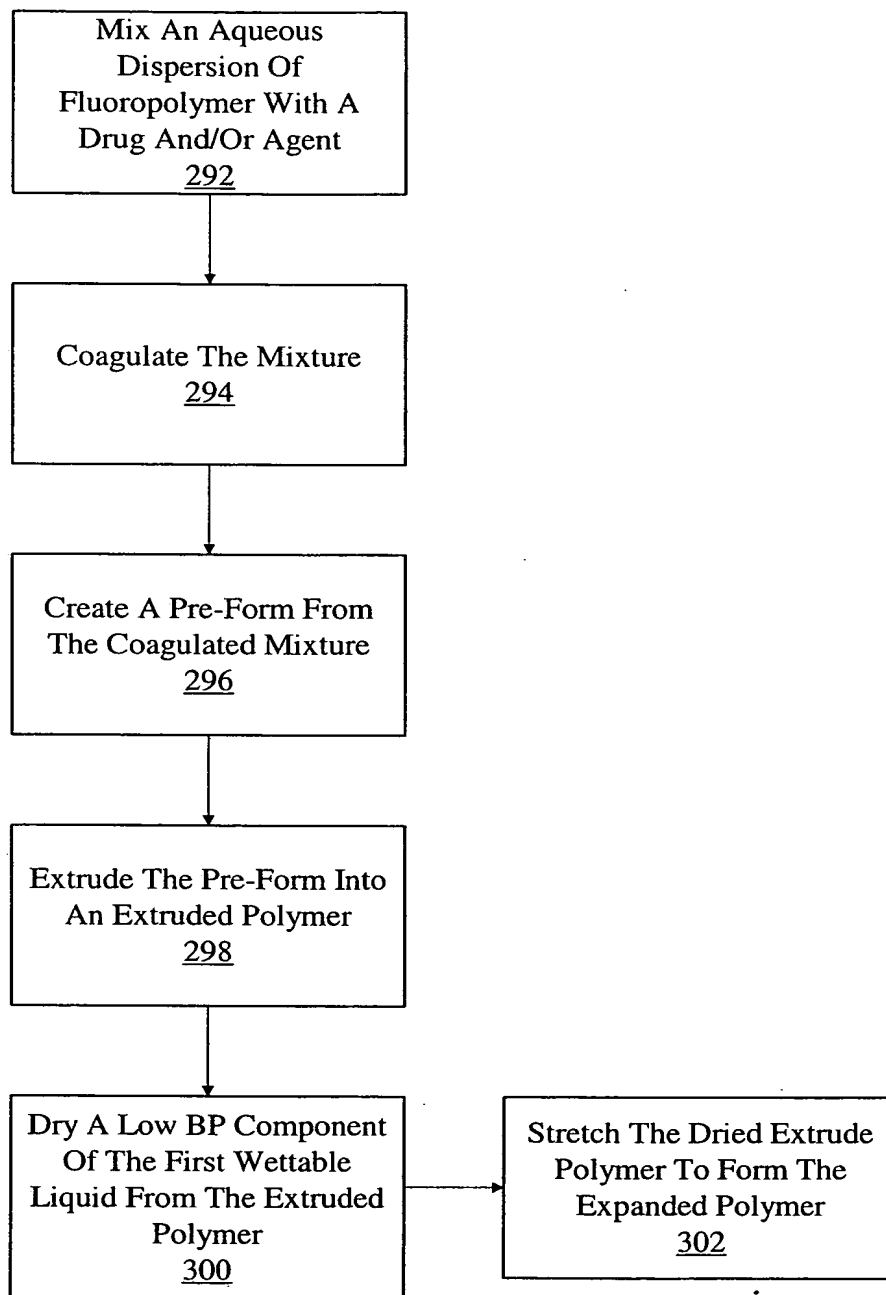 Mix An Aqueous
Dispersion Of
Fluoropolymer With A
Drug And/Or Agent
292
Coagulate The Mixture
294
Create A Pre-Form From
The Coagulated Mixture
296
Extrude The Pre-Form Into
An Extruded Polymer
298
Dry A Low BP Component
Of The First Wettable
Liquid From The Extruded
Polymer
300
Stretch The Dried Extrude
Polymer To Form The
Expanded Polymer
302